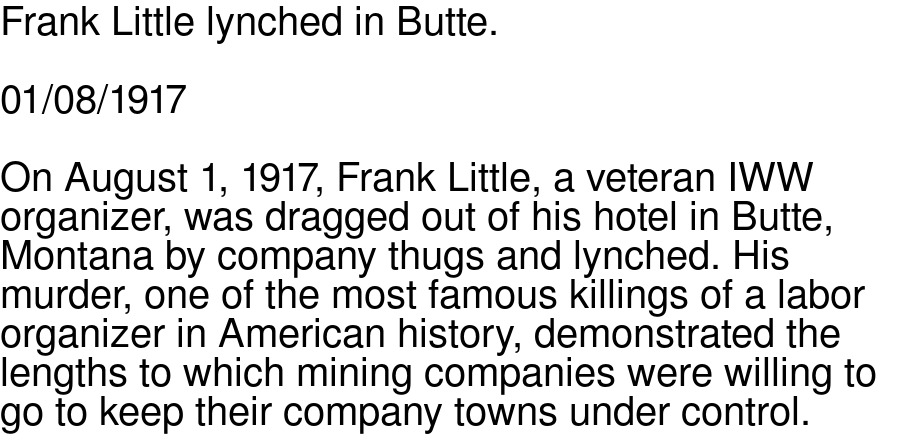 Frank Little lynched in Butte.
01/08/1917
On August 1, 1917, Frank Little, a veteran IWW
organizer, was dragged out of his hotel in Butte,
Montana by company thugs and lynched. His
murder, one of the most famous killings of a labor
organizer in American history, demonstrated the
lengths to which mining companies were willing to
go to keep their company towns under control.